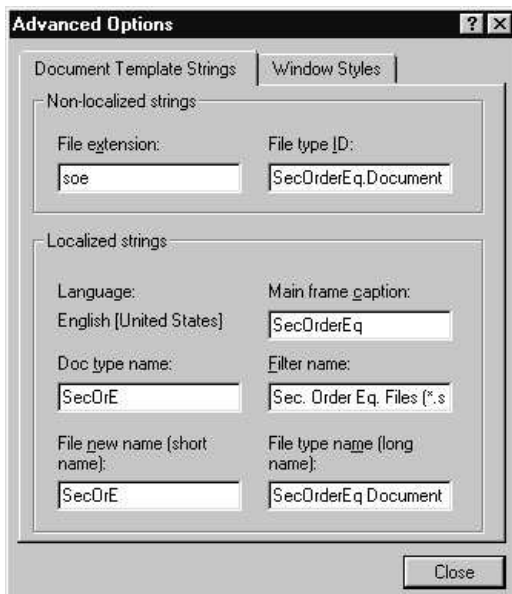 Advanced Options
Document Template Strings
Window Styles
Non-localized strings
File extension:
File type ID:
soe
SecOrderEq.Document
Localized strings
Language:
Main frame caption:
English [United States]
SecOrderEq
Doc type name:
Filter name:
SecOrE
Sec. Order Eq. Files (*.s
File new name (short
name):
File type name (long
name):
SecOrE
SecOrderEq Document
Close